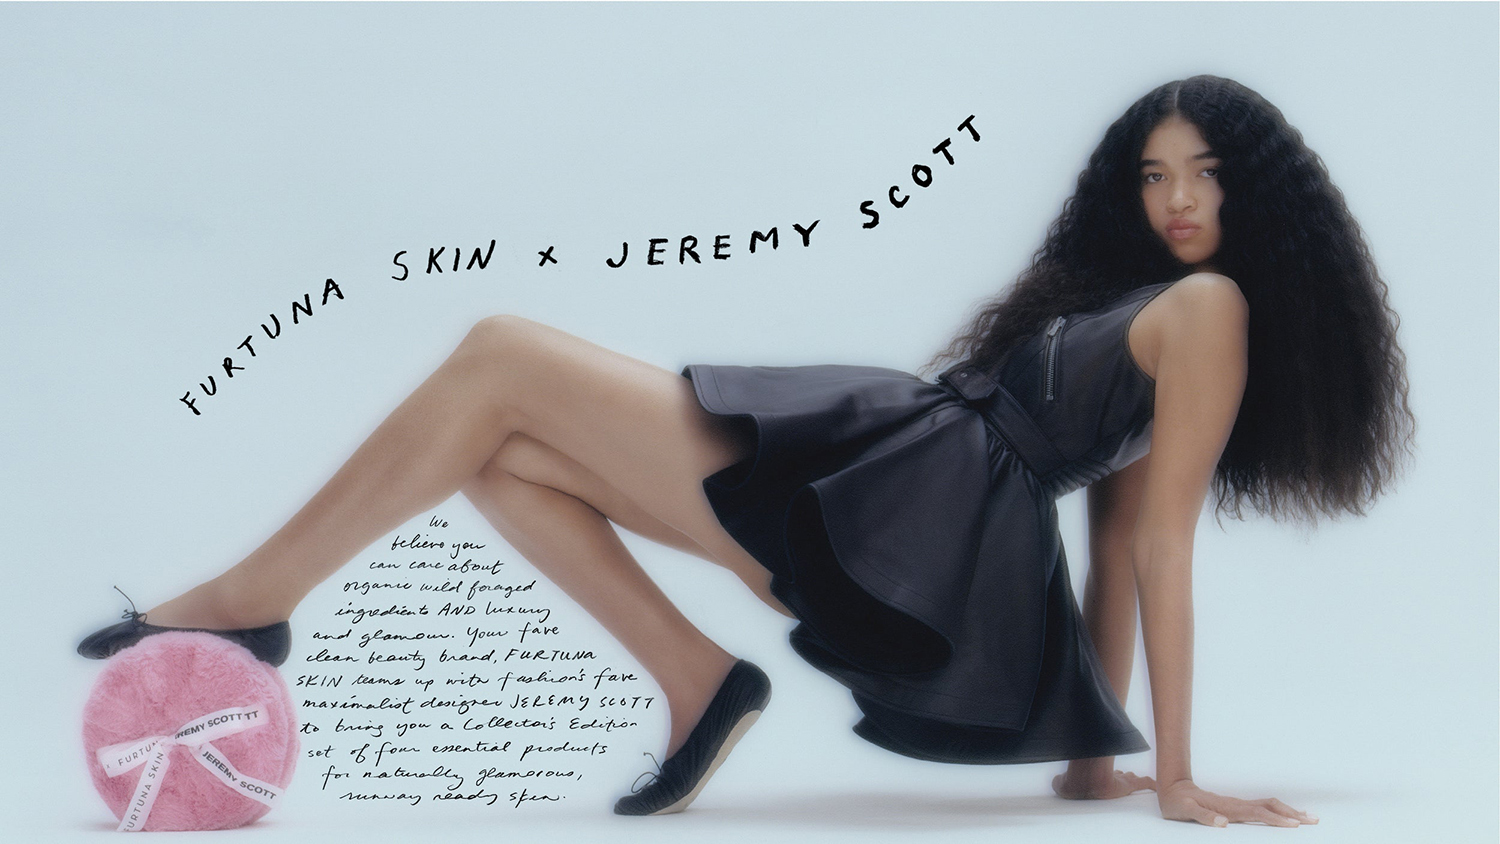 FURTUNA SKIN x JEREMY SCOTT
We
believe you
can care about
organic wild foraged
ingredients AND luxury
and glamour. Your fave
clean beauty brand, FURTUNA
SKIN teams up with fashion's fave
maximalist designer JEREMY SCOTT
to bring you a Collector's Edition
set of four essential products
for naturally glamorous,
runway ready skin.
JEREMY SCOTT TT
FURTU
FURTUNA SKIN
JEREMY SCOTT